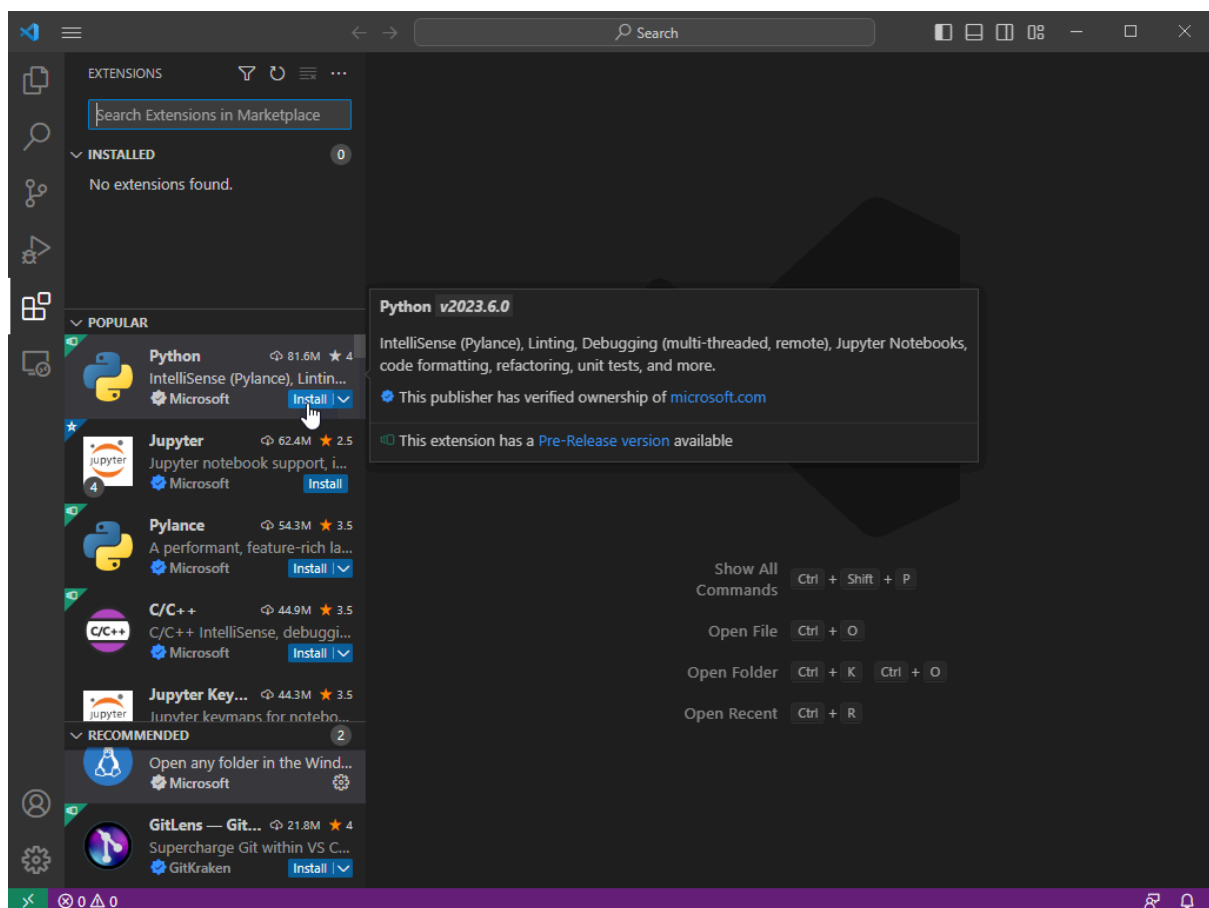 Search
EXTENSIONS
Search Extensions in Marketplace
INSTALLED 0
No extensions found.
POPULAR
Python 81.6M ★ 4
IntelliSense (Pylance), Lintin...
Microsoft Install
Jupyter 62.4M ★ 2.5
Jupyter notebook support, i...
Microsoft Install
jupyter
4
Pylance 54.3M ★ 3.5
A performant, feature-rich la...
Microsoft Install
C/C++ 44.9M ★ 3.5
C/C++ IntelliSense, debuggi...
Microsoft Install
C/C++
Jupyter Key... 44.3M ★ 3.5
Jupyter keymaps for notebo...
jupyter
RECOMMENDED 2
Open any folder in the Wind...
Microsoft
GitLens — Git... 21.8M ★ 4
Supercharge Git within VS C...
GitKraken Install
Python v2023.6.0
IntelliSense (Pylance), Linting, Debugging (multi-threaded, remote), Jupyter Notebooks,
code formatting, refactoring, unit tests, and more.
This publisher has verified ownership of microsoft.com
This extension has a Pre-Release version available
Show All
Commands Ctrl + Shift + P
Open File Ctrl + O
Open Folder Ctrl + K Ctrl + O
Open Recent Ctrl + R
0 0